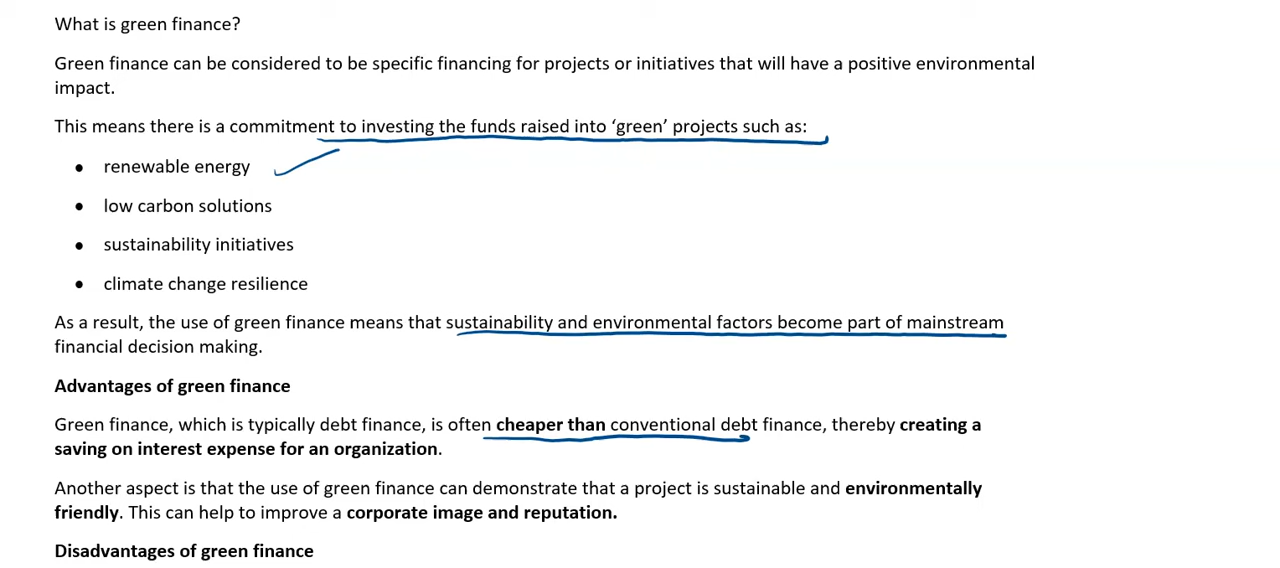 What is green finance?
Green finance can be considered to be specific financing for projects or initiatives that will have a positive environmental
impact.
This means there is a commitment to investing the funds raised into ‘green’ projects such as:
• renewable energy
• low carbon solutions
• sustainability initiatives
• climate change resilience
As a result, the use of green finance means that sustainability and environmental factors become part of mainstream
financial decision making.
Advantages of green finance
Green finance, which is typically debt finance, is often cheaper than conventional debt finance, thereby creating a
saving on interest expense for an organization.
Another aspect is that the use of green finance can demonstrate that a project is sustainable and environmentally
friendly. This can help to improve a corporate image and reputation.
Disadvantages of green finance